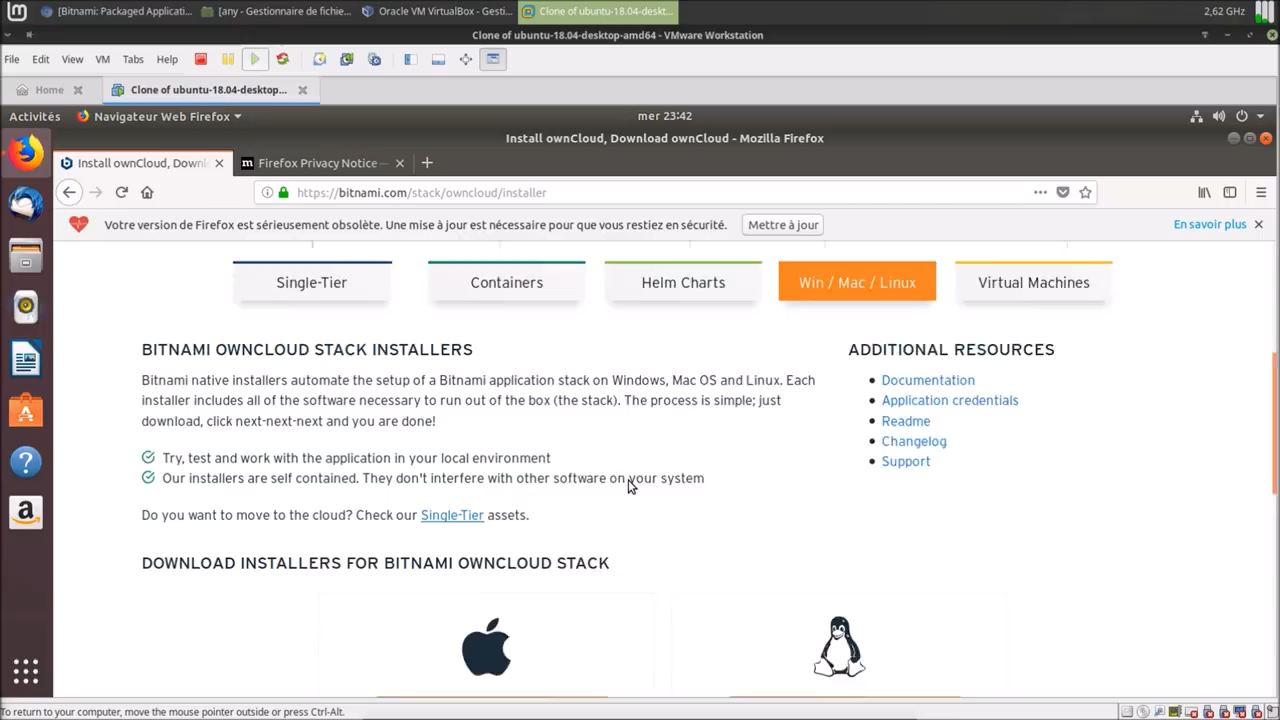 [Bitnami: Packaged Applicati...
[any - Gestionnaire de fichie...
Oracle VM VirtualBox - Gesti...
Clone of ubuntu-18.04-deskt...
2,62 GHz
Clone of ubuntu-18.04-desktop-amd64 - VMware Workstation
File Edit View VM Tabs Help
Home
Clone of ubuntu-18.04-desktop...
Activités
Navigateur Web Firefox
mer 23:42
Install ownCloud, Download ownCloud - Mozilla Firefox
Install ownCloud, Downl
Firefox Privacy Notice —
https://bitnami.com/stack/owncloud/installer
Votre version de Firefox est sérieusement obsolète. Une mise à jour est nécessaire pour que vous restiez en sécurité.
Mettre à jour
En savoir plus
Single-Tier
Containers
Helm Charts
Win / Mac / Linux
Virtual Machines
BITNAMI OWNCLOUD STACK INSTALLERS
Bitnami native installers automate the setup of a Bitnami application stack on Windows, Mac OS and Linux. Each
installer includes all of the software necessary to run out of the box (the stack). The process is simple; just
download, click next-next-next and you are done!
Try, test and work with the application in your local environment
Our installers are self contained. They don't interfere with other software on your system
Do you want to move to the cloud? Check our Single-Tier assets.
ADDITIONAL RESOURCES
Documentation
Application credentials
Readme
Changelog
Support
DOWNLOAD INSTALLERS FOR BITNAMI OWNCLOUD STACK
To return to your computer, move the mouse pointer outside or press Ctrl-Alt.